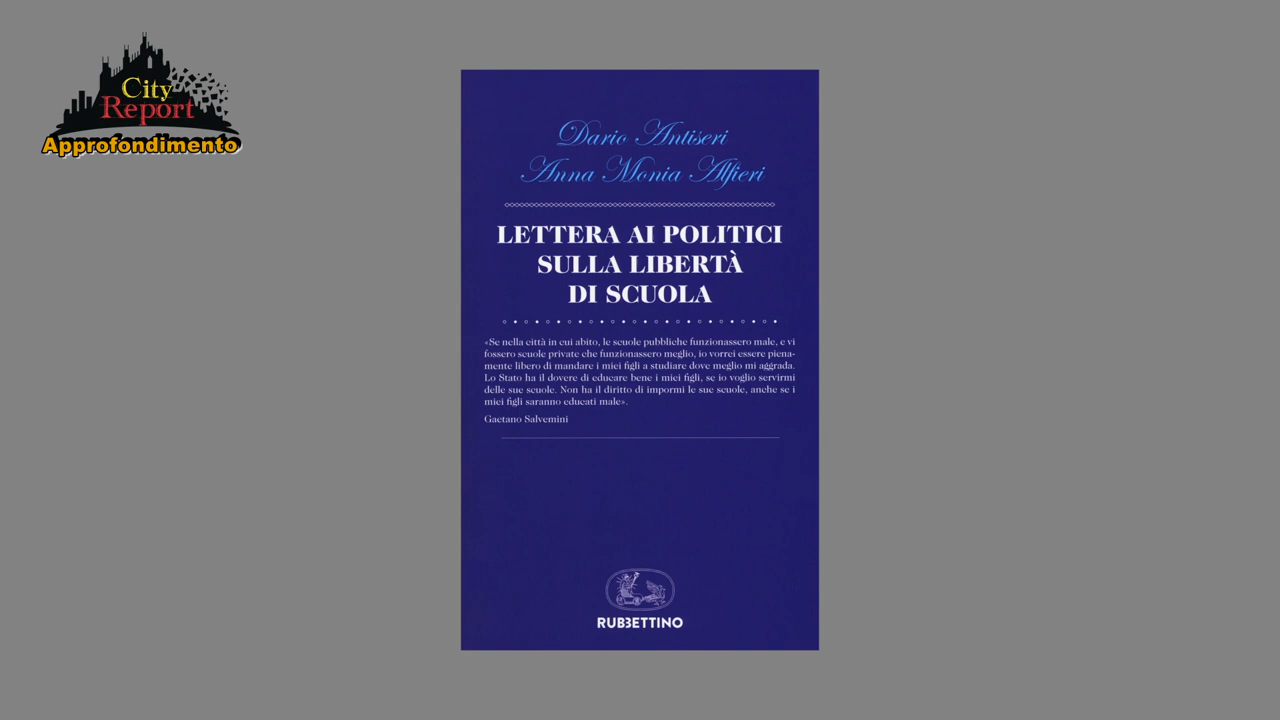 City
Report
Approfondimento
Dario Antiseri
Anna Monia Alfieri
LETTERA AI POLITICI
SULLA LIBERTÀ
DI SCUOLA
«Se nella città in cui abito, le scuole pubbliche funzionassero male, e vi
fossero scuole private che funzionassero meglio, io vorrei essere piena-
mente libero di mandare i miei figli a studiare dove meglio mi aggrada.
Lo Stato ha il dovere di educare bene i miei figli, se io voglio servirmi
delle sue scuole. Non ha il diritto di impormi le sue scuole, anche se i
miei figli saranno educati male».
Gaetano Salvemini
RUBBETTINO